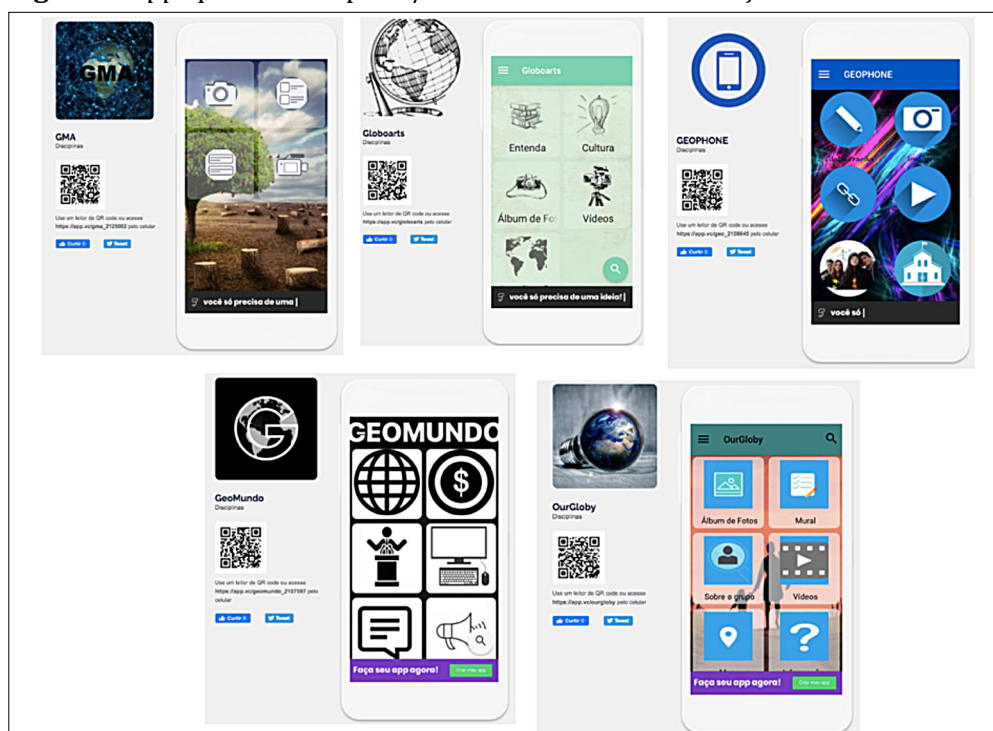 GMA
GMA
Disciplinas
Use um leitor de QR code ou acesse
https://app.vc/gma_2125062 pelo celular
Curtir 0
Tweet
você só precisa de uma |
Globoarts
Disciplinas
Use um leitor de QR code ou acesse
https://app.vc/globoarts pelo celular
Curtir 0
Tweet
Globoarts
Entenda
Cultura
Álbum de Fot
Vídeos
você só precisa de uma ideia! |
GEOPHONE
Disciplinas
Use um leitor de QR code ou acesse
https://app.vc/geo_2108645 pelo celular
Curtir 0
Tweet
GEOPHONE
você só |
GeoMundo
Disciplinas
Use um leitor de QR code ou acesse
https://app.vc/geomundo_2107597 pelo
celular
Curtir 0
Tweet
GEOMUNDO
Faça seu app agora!
Criar meu app
OurGloby
Disciplinas
Use um leitor de QR code ou acesse
https://app.vc/ourgloby pelo celular
Curtir 0
Tweet
OurGloby
Álbum de Fotos
Mural
Sobre o grupo
Vídeos
Faça seu app agora!
Criar meu app